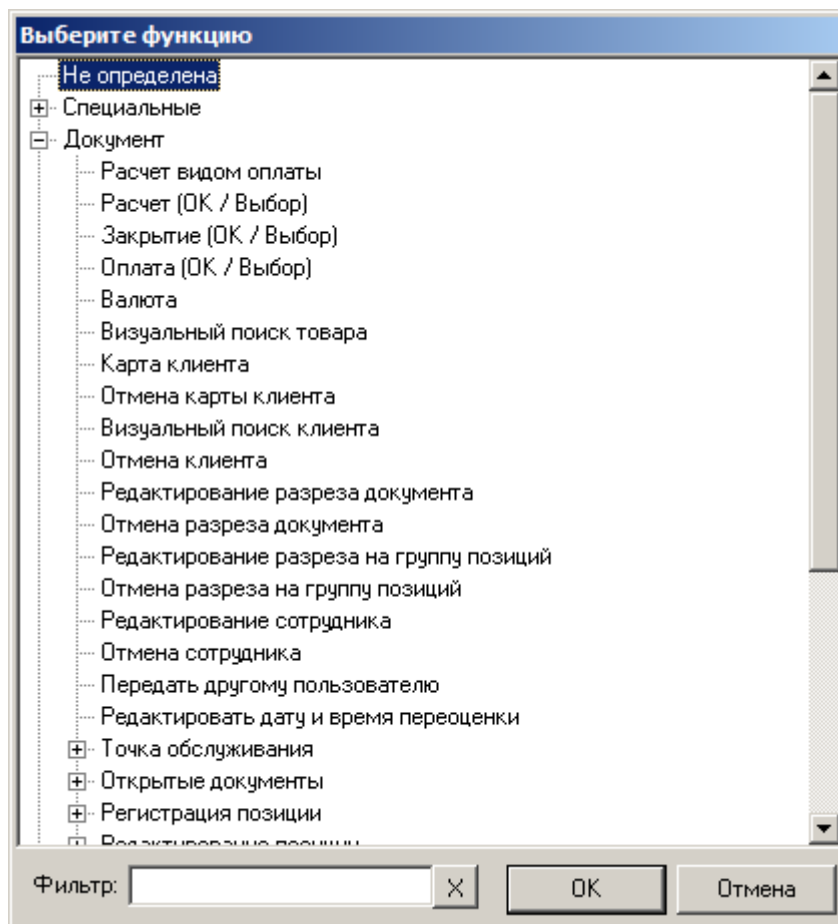 Выберите функцию
Не определена
Специальные
Документ
Расчет видом оплаты
Расчет (ОК / Выбор)
Закрытие (ОК / Выбор)
Оплата (ОК / Выбор)
Валюта
Визуальный поиск товара
Карта клиента
Отмена карты клиента
Визуальный поиск клиента
Отмена клиента
Редактирование разреза документа
Отмена разреза документа
Редактирование разреза на группу позиций
Отмена разреза на группу позиций
Редактирование сотрудника
Отмена сотрудника
Передать другому пользователю
Редактировать дату и время переоценки
Точка обслуживания
Открытые документы
Регистрация позиции
Редактирование позиции
Фильтр: X ОК Отмена